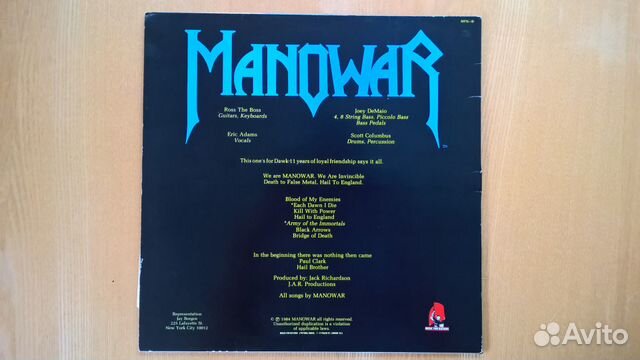 MANOWAR
TM
Ross The Boss
Guitars, Keyboards
Joey DeMaio
4, 8 String Bass, Piccolo Bass
Bass Pedals
Eric Adams
Vocals
Scott Columbus
Drums, Percussion
This one's for Dawk-11 years of loyal friendship says it all.
We are MANOWAR. We Are Invincible
Death to False Metal, Hail To England.
Blood of My Enemies
*Each Dawn I Die
Kill With Power
Hail to England
*Army of the Immortals
Black Arrows
Bridge of Death
In the beginning there was nothing then came
Paul Clark
Hail Brother
Produced by: Jack Richardson
J.A.R. Productions
All songs by MANOWAR
Representation
Jay Bergen
225 Lafayette St.
New York City 10012
© ℗ 1984 MANOWAR all rights reserved.
Unauthorized duplication is a violation
of applicable laws.
MUSIC FOR NATIONS
Avito